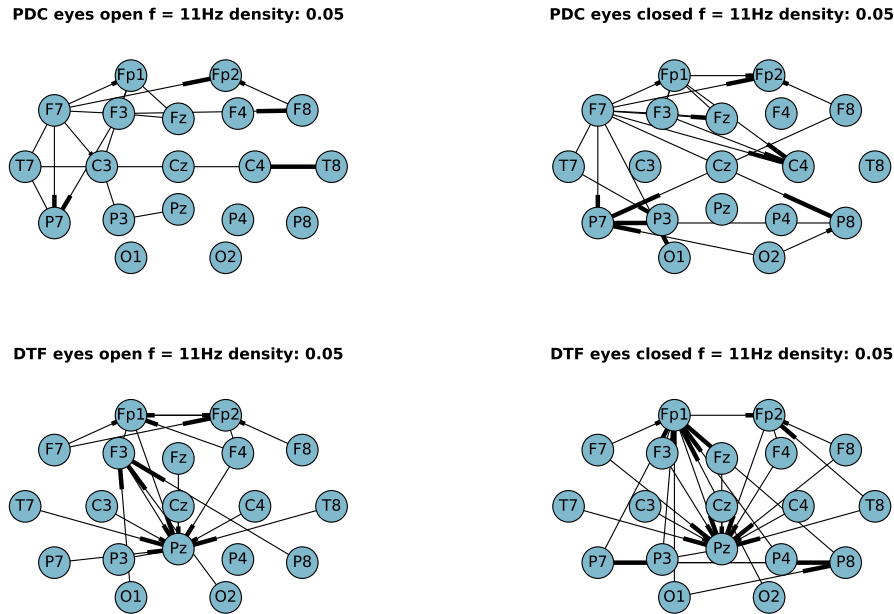 PDC eyes open f = 11Hz density: 0.05
Fp1 Fp2
F7 F3 Fz F4 F8
T7 C3 Cz C4 T8
P7 P3 Pz P4 P8
O1 O2
PDC eyes closed f = 11Hz density: 0.05
Fp1 Fp2
F7 F3 Fz F4 F8
T7 C3 Cz C4 T8
P7 P3 Pz P4 P8
O1 O2
DTF eyes open f = 11Hz density: 0.05
Fp1 Fp2
F7 F3 Fz F4 F8
T7 C3 Cz C4 T8
P7 P3 Pz P4 P8
O1 O2
DTF eyes closed f = 11Hz density: 0.05
Fp1 Fp2
F7 F3 Fz F4 F8
T7 C3 Cz C4 T8
P7 P3 Pz P4 P8
O1 O2